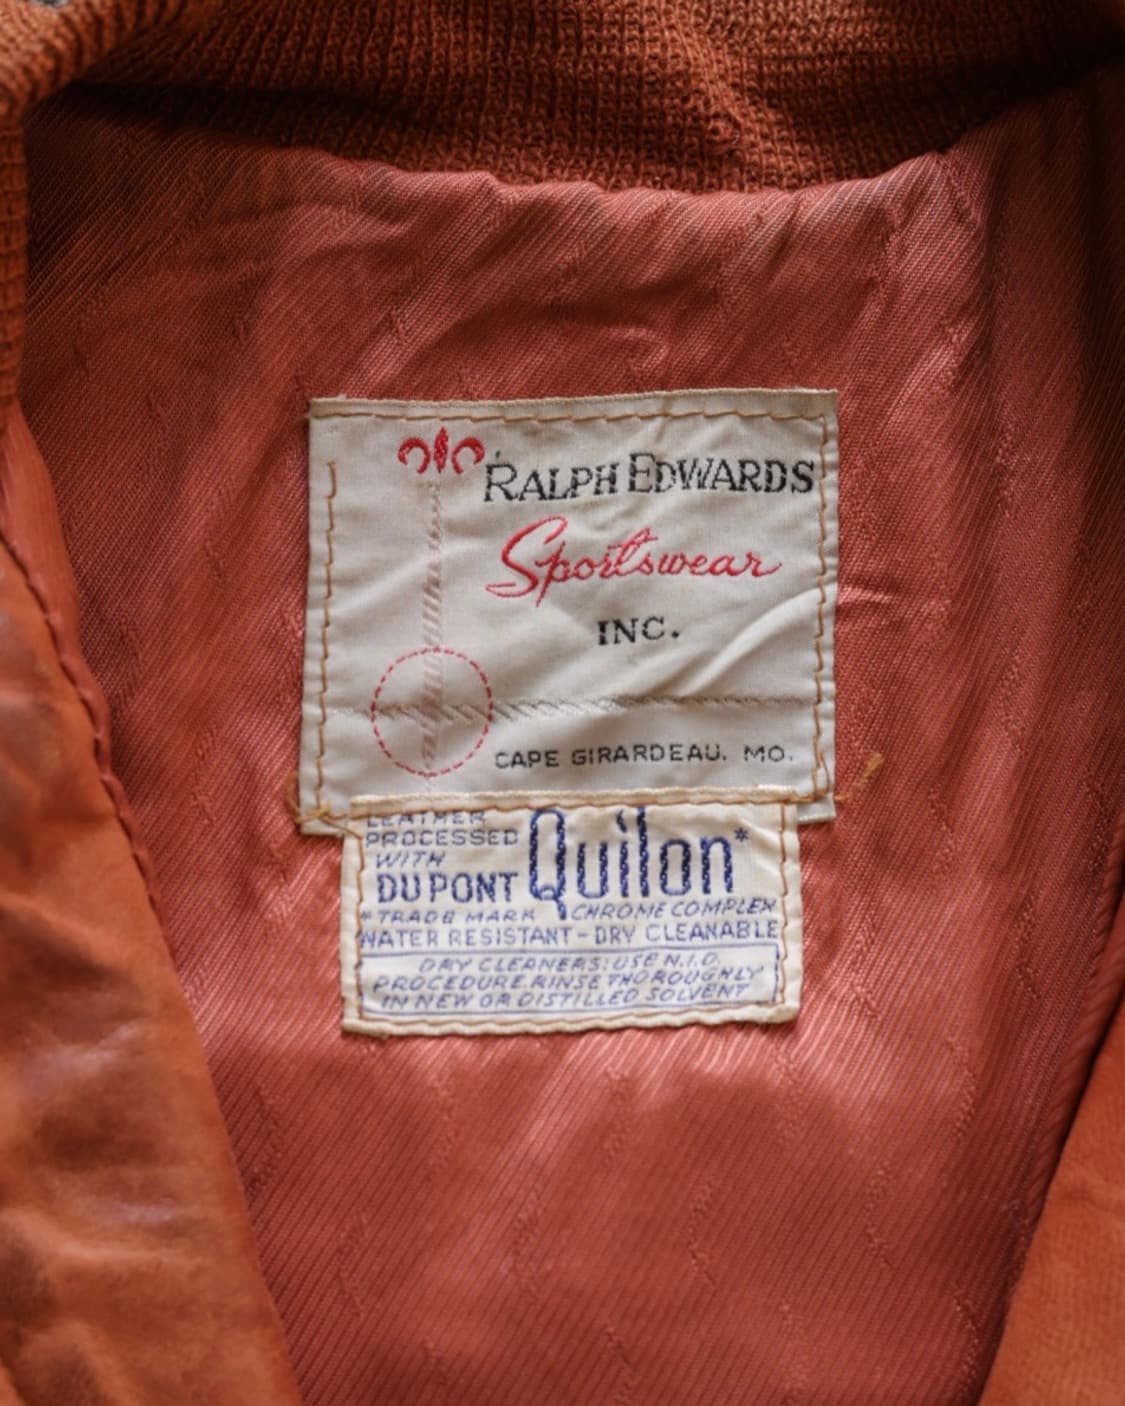 RALPH EDWARDS
Sportswear
INC.
CAPE GIRARDEAU. MO.
LEATHER
PROCESSED
WITH
DU PONT Quilon*
*TRADE MARK CHROME COMPLEX
WATER RESISTANT-DRY CLEANABLE
DRY CLEANERS: USE N.I.D.
PROCEDURE. RINSE THOROUGHLY
IN NEW OR DISTILLED SOLVENT